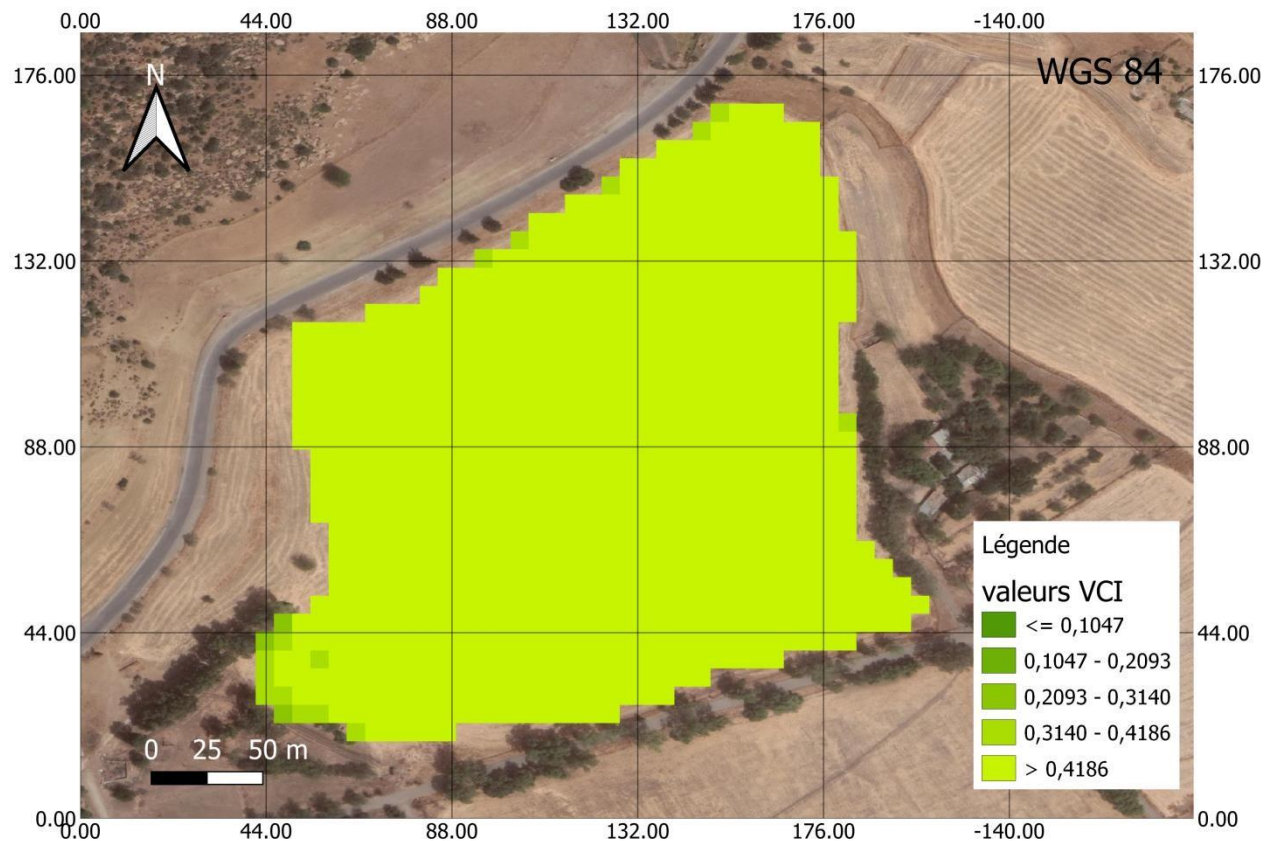 0.00 44.00 88.00 132.00 176.00 -140.00
176.00 N WGS 84 176.00
132.00 132.00
88.00 88.00
Légende
valeurs VCI
<= 0,1047
44.00 44.00
0,1047 - 0,2093
0,2093 - 0,3140
0,3140 - 0,4186
0 25 50 m
> 0,4186
0.00 0.00
0.00 44.00 88.00 132.00 176.00 -140.00